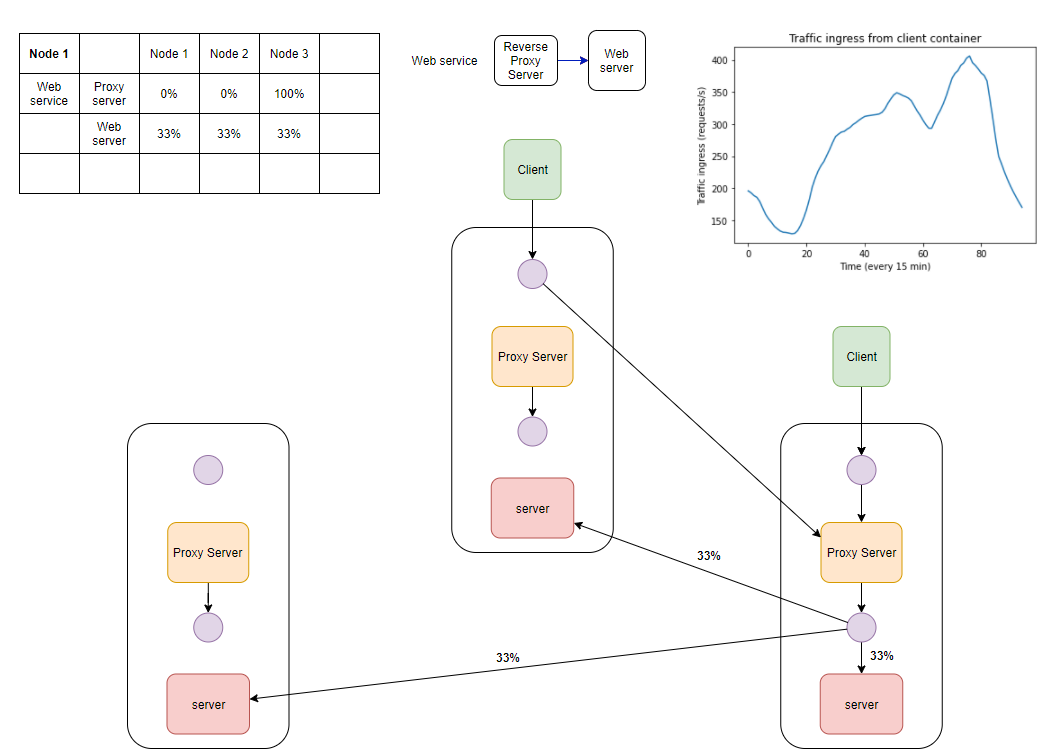 Node 1 Node 1 Node 2 Node 3
Web service Proxy server 0% 0% 100%
Web server 33% 33% 33%
Web service
Reverse
Proxy
Server
Web
server
Traffic ingress from client container
Traffic ingress (requests/s)
400
350
300
250
200
150
0 20 40 60 80
Time (every 15 min)
Client
Proxy Server
server
Client
Proxy Server
33%
33%
33%
server
Proxy Server
server